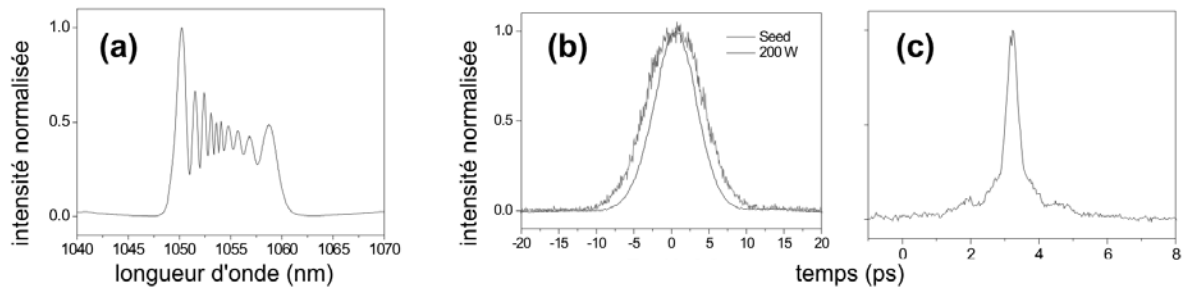 (a)
intensité normalisée
1.0
0.5
0.0
1040 1045 1050 1055 1060 1065 1070
longueur d'onde (nm)
(b)
Seed
200 W
intensité normalisée
1.0
0.5
0.0
-20 -15 -10 -5 0 5 10 15 20
(c)
0 2 4 6 8
temps (ps)